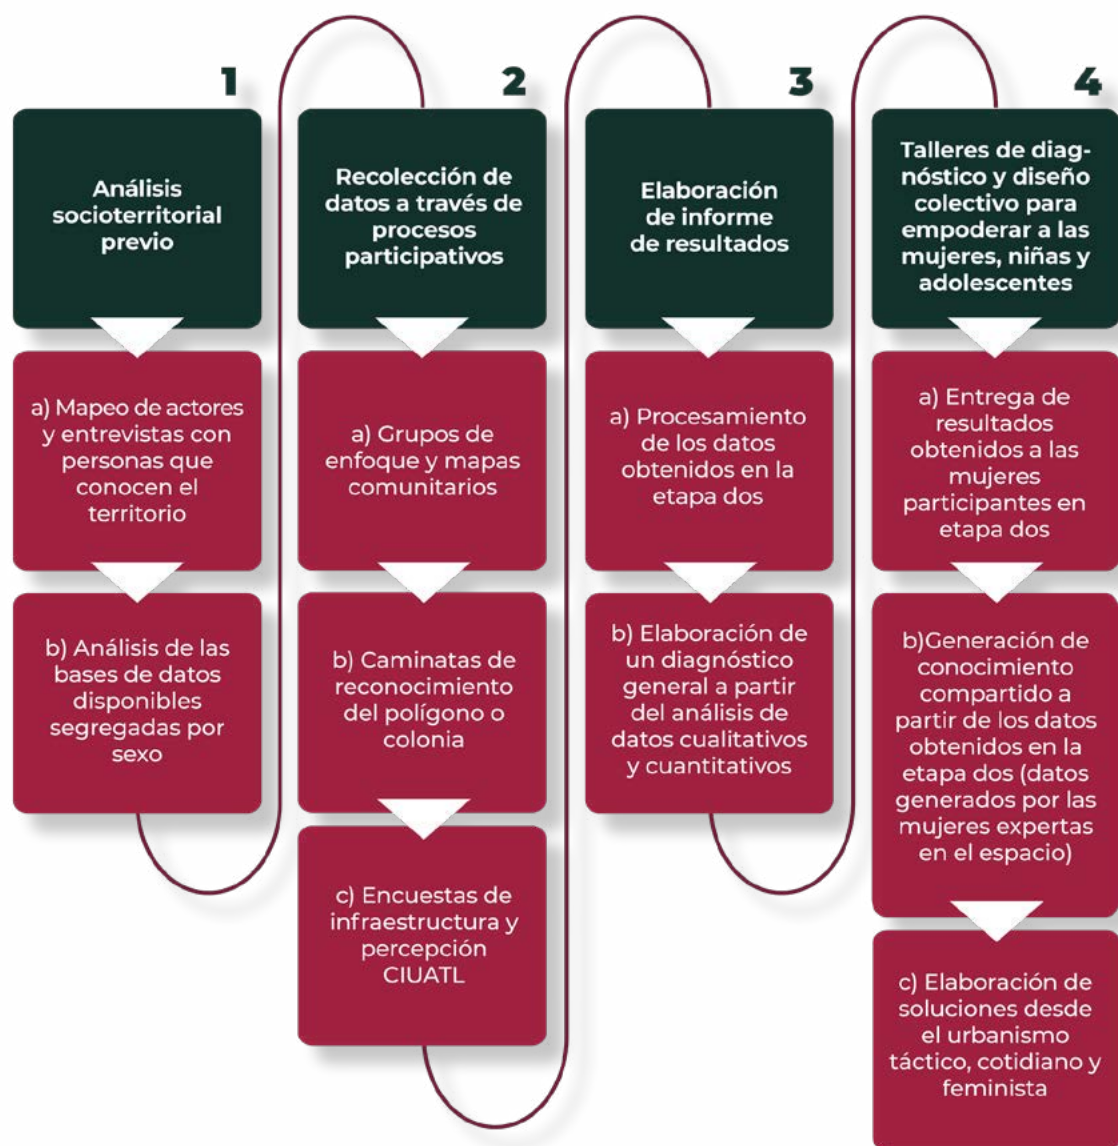 1
Análisis
socioterritorial
previo
a) Mapeo de actores
y entrevistas con
personas que
conocen el
territorio
b) Análisis de las
bases de datos
disponibles
segregadas por
sexo
2
Recolección de
datos a través de
procesos
participativos
a) Grupos de
enfoque y mapas
comunitarios
b) Caminatas de
reconocimiento
del polígono o
colonia
c) Encuestas de
infraestructura y
percepción
CIUATL
3
Elaboración
de informe
de resultados
a) Procesamiento
de los datos
obtenidos en la
etapa dos
b) Elaboración de
un diagnóstico
general a partir
del análisis de
datos cualitativos
y cuantitativos
4
Talleres de diag-
nóstico y diseño
colectivo para
empoderar a las
mujeres, niñas y
adolescentes
a) Entrega de
resultados
obtenidos a las
mujeres
participantes en
etapa dos
b)Generación de
conocimiento
compartido a
partir de los datos
obtenidos en la
etapa dos (datos
generados por las
mujeres expertas
en el espacio)
c) Elaboración de
soluciones desde
el urbanismo
táctico, cotidiano y
feminista